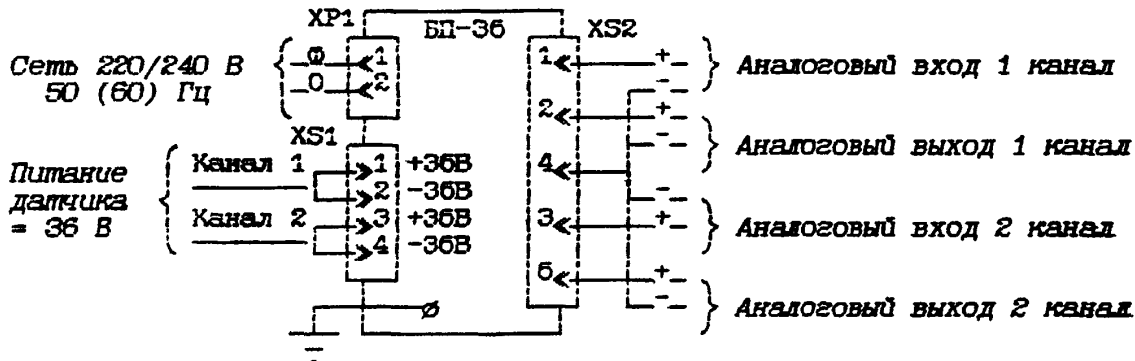 XP1
БП-36
XS2
Сеть 220/240 В
50 (60) Гц
Ф 1
0 2
XS1
Питание
датчика
= 36 В
Канал 1
1 +36В
2 -36В
Канал 2
3 +36В
4 -36В
1 + -
Аналоговый вход 1 канал
2 + -
Аналоговый выход 1 канал
4
- +
3
Аналоговый вход 2 канал
5 + -
Аналоговый выход 2 канал